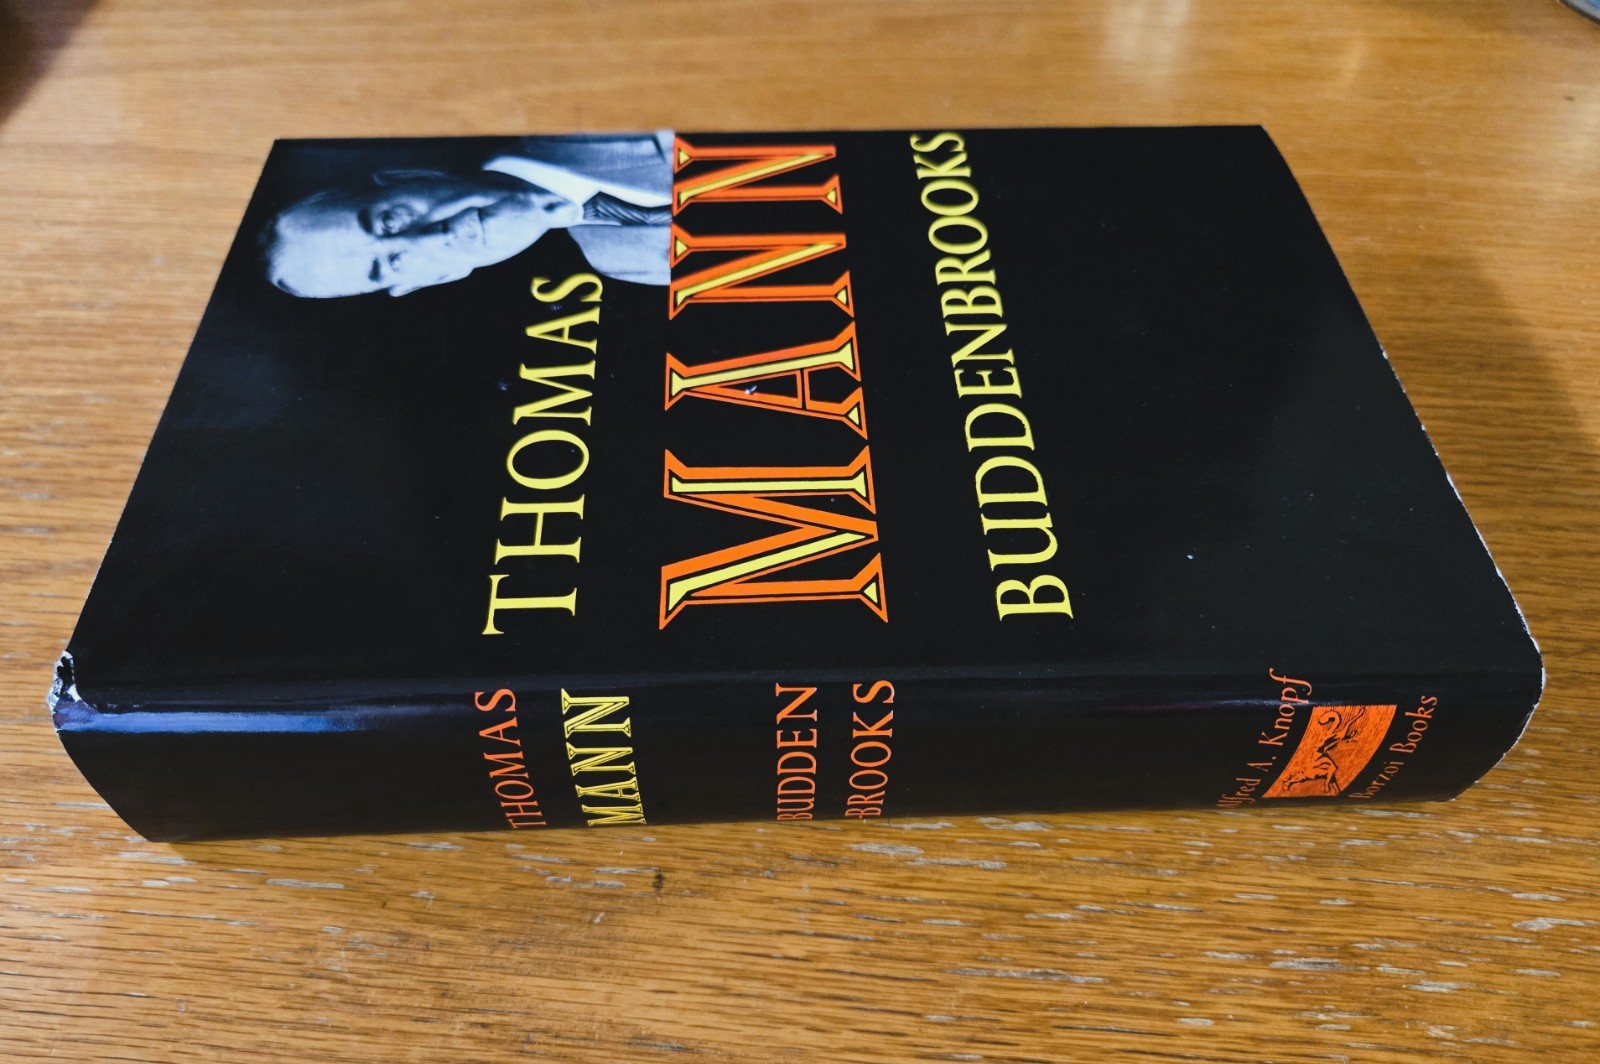 THOMAS
MANN
BUDDENBROOKS
THOMAS
MANN
BUDDEN
-BROOKS
Alfred A. Knopf
Borzoi Books